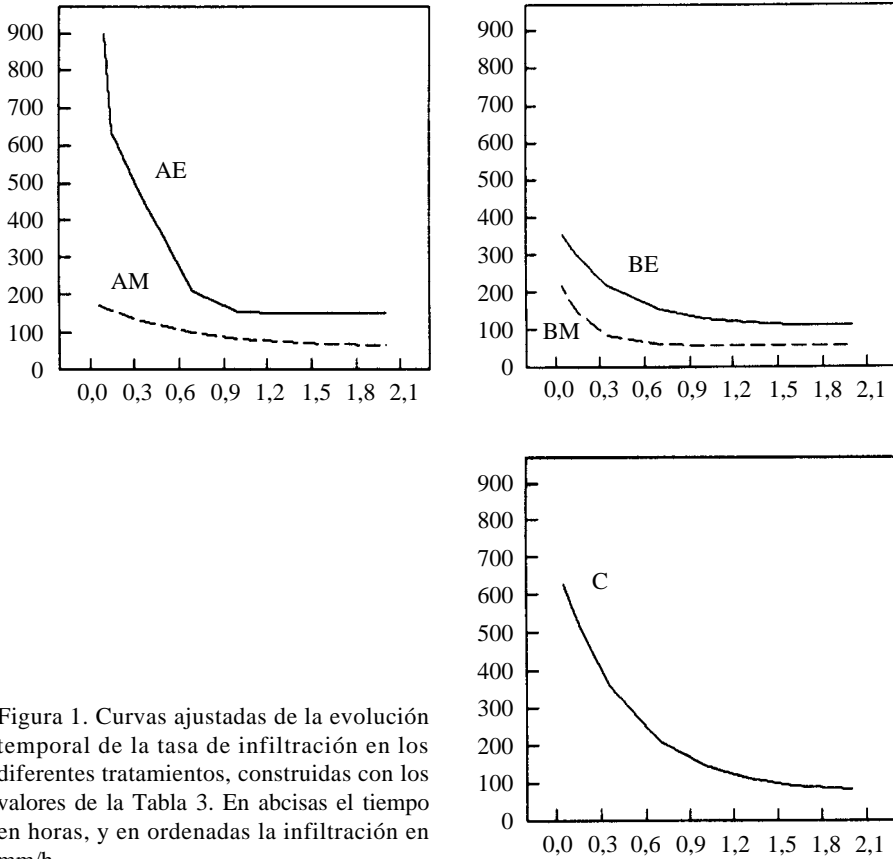 900
800
700
600
500
400
300
200
100
0
AE
AM
0,0 0,3 0,6 0,9 1,2 1,5 1,8 2,1
900
800
700
600
500
400
300
200
100
0
BE
BM
0,0 0,3 0,6 0,9 1,2 1,5 1,8 2,1
900
800
700
600
500
400
300
200
100
0
C
0,0 0,3 0,6 0,9 1,2 1,5 1,8 2,1
Figura 1. Curvas ajustadas de la evolución
temporal de la tasa de infiltración en los
diferentes tratamientos, construidas con los
valores de la Tabla 3. En abcisas el tiempo
en horas, y en ordenadas la infiltración en
mm/h